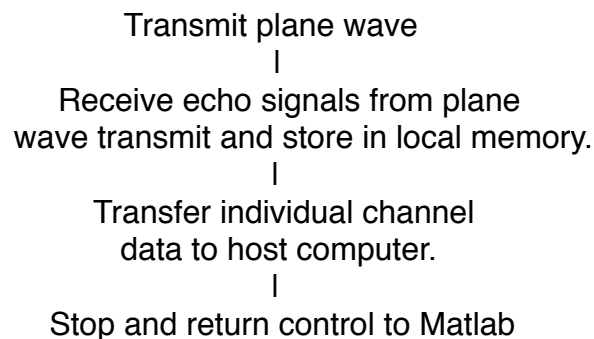 Transmit plane wave
|
Receive echo signals from plane
wave transmit and store in local memory.
|
Transfer individual channel
data to host computer.
|
Stop and return control to Matlab